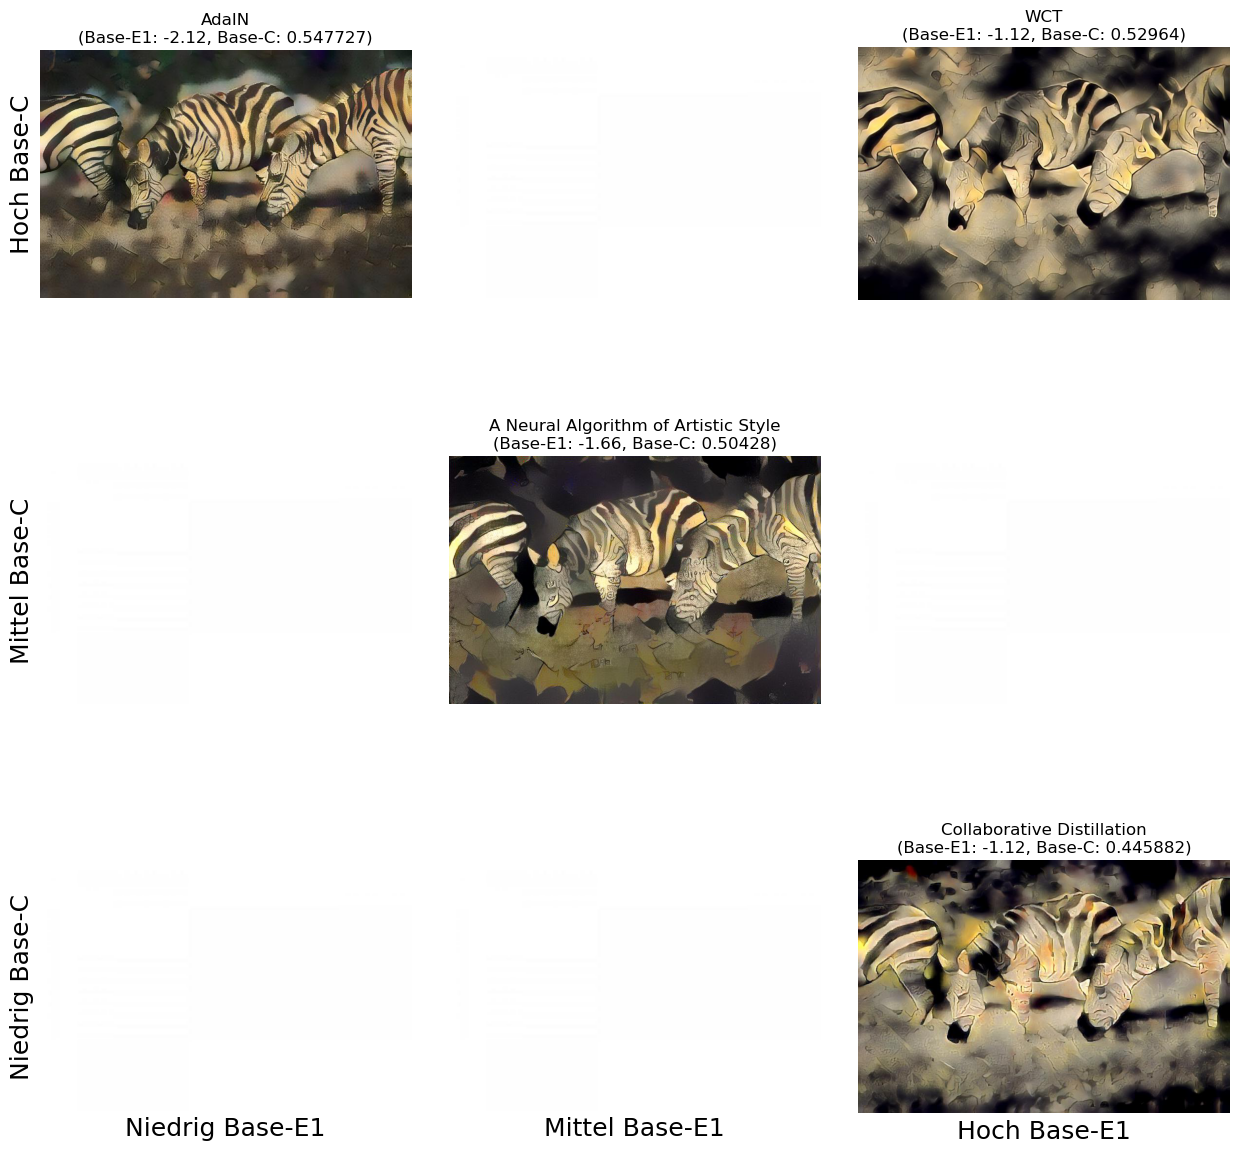 AdaIN
(Base-E1: -2.12, Base-C: 0.547727)
WCT
(Base-E1: -1.12, Base-C: 0.52964)
Hoch Base-C
A Neural Algorithm of Artistic Style
(Base-E1: -1.66, Base-C: 0.50428)
Mittel Base-C
Collaborative Distillation
(Base-E1: -1.12, Base-C: 0.445882)
Niedrig Base-C
Niedrig Base-E1
Mittel Base-E1
Hoch Base-E1